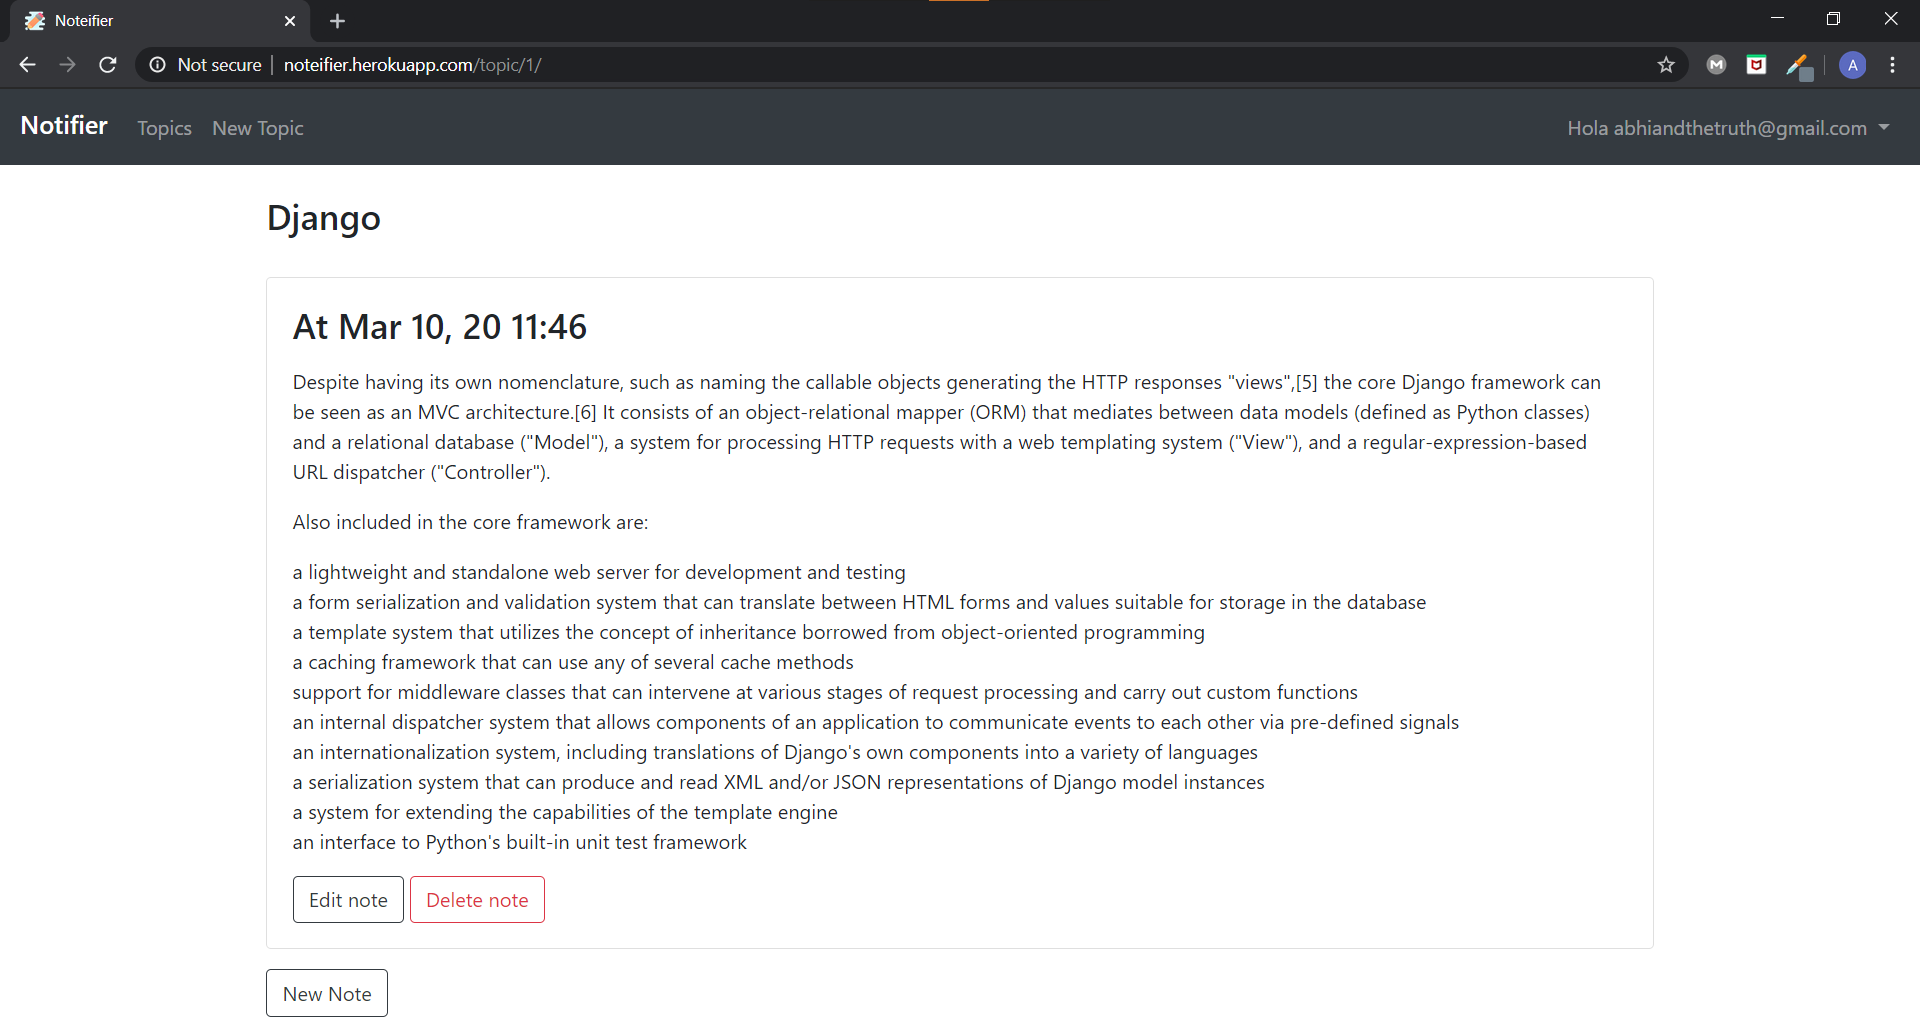 Noteifier
Not secure noteifier.herokuapp.com/topic/1/
M
A
Notifier Topics New Topic Hola abhiandthetruth@gmail.com
Django
At Mar 10, 20 11:46
Despite having its own nomenclature, such as naming the callable objects generating the HTTP responses "views",[5] the core Django framework can
be seen as an MVC architecture.[6] It consists of an object-relational mapper (ORM) that mediates between data models (defined as Python classes)
and a relational database ("Model"), a system for processing HTTP requests with a web templating system ("View"), and a regular-expression-based
URL dispatcher ("Controller").
Also included in the core framework are:
a lightweight and standalone web server for development and testing
a form serialization and validation system that can translate between HTML forms and values suitable for storage in the database
a template system that utilizes the concept of inheritance borrowed from object-oriented programming
a caching framework that can use any of several cache methods
support for middleware classes that can intervene at various stages of request processing and carry out custom functions
an internal dispatcher system that allows components of an application to communicate events to each other via pre-defined signals
an internationalization system, including translations of Django's own components into a variety of languages
a serialization system that can produce and read XML and/or JSON representations of Django model instances
a system for extending the capabilities of the template engine
an interface to Python's built-in unit test framework
Edit note Delete note
New Note